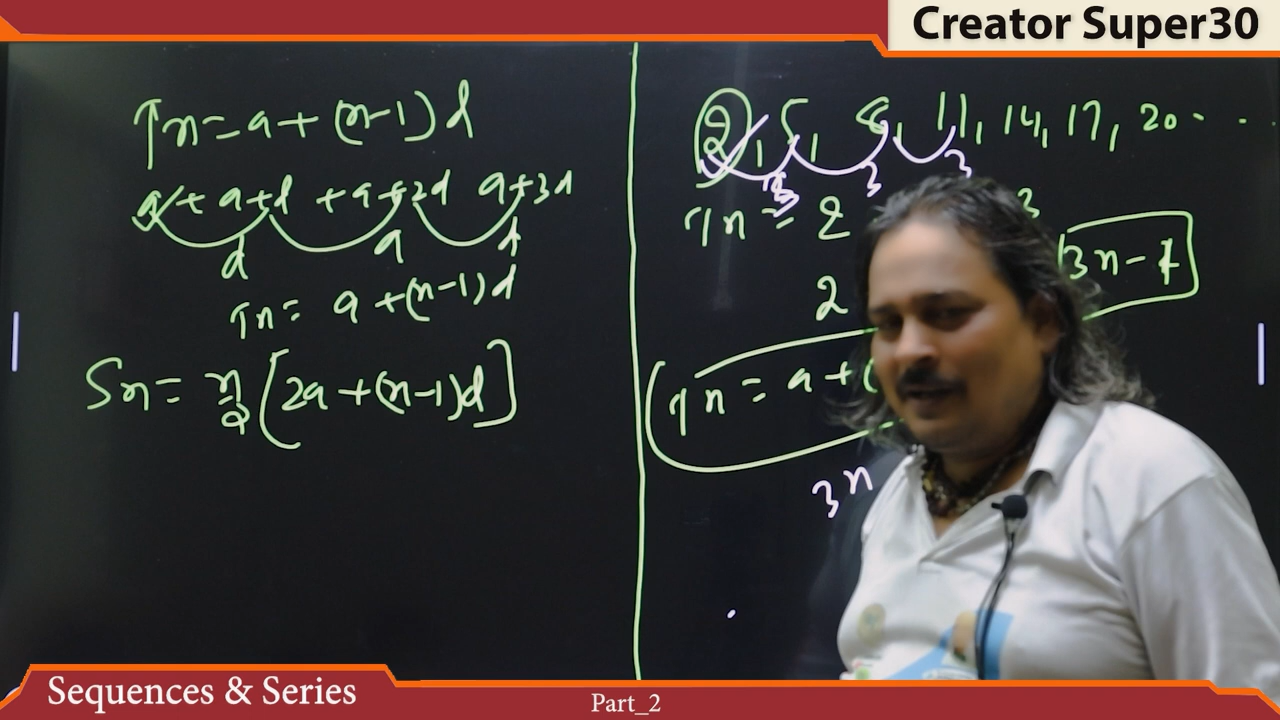 Creator Super30
Tn = a + (n-1)d
a + a+d + a+2d a+3d
d d d
Tn = a + (n-1)d
Sn = n/2 [2a + (n-1)d]
2, 5, 8, 11, 14, 17, 20 - - -
3 3 3
Tn = 2
3
2
3n-1
Tn = a + (
3n
Sequences & Series
Part_2